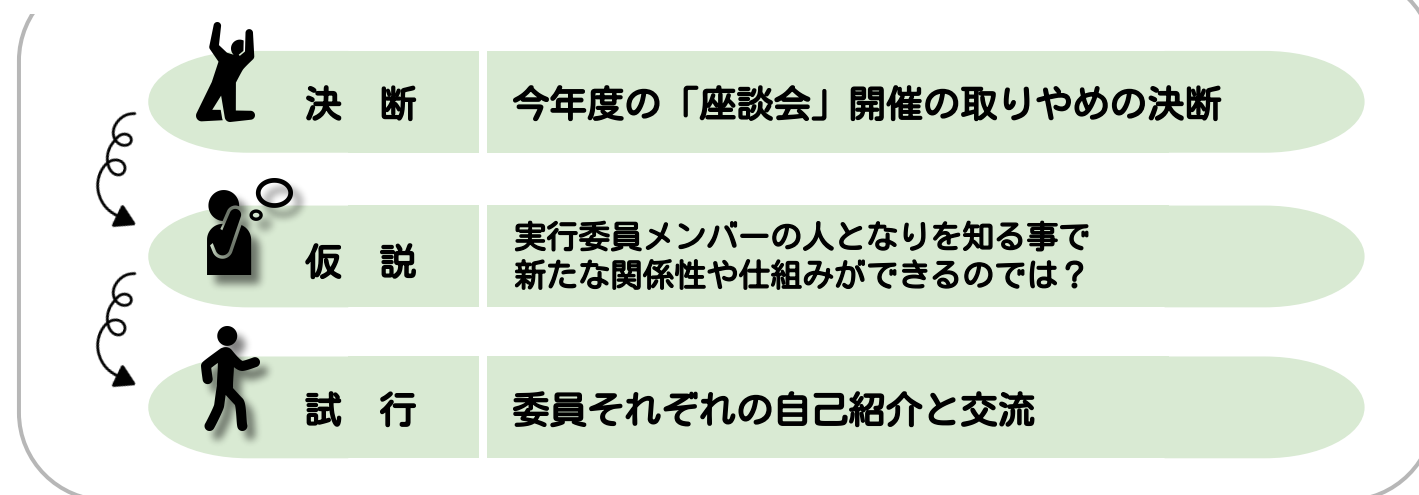 決　断　今年度の「座談会」開催の取りやめの決断
仮　説　実行委員メンバーの人となりを知る事で
新たな関係性や仕組みができるのでは？
試　行　委員それぞれの自己紹介と交流